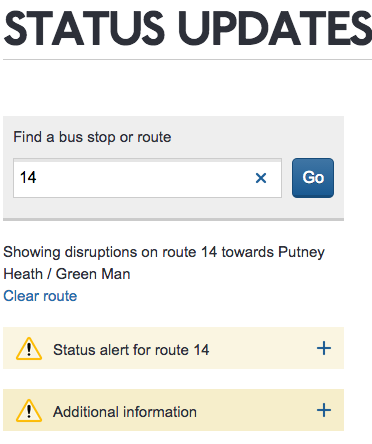 STATUS UPDATES
Find a bus stop or route
14
Go
Showing disruptions on route 14 towards Putney
Heath / Green Man
Clear route
Status alert for route 14
Additional information